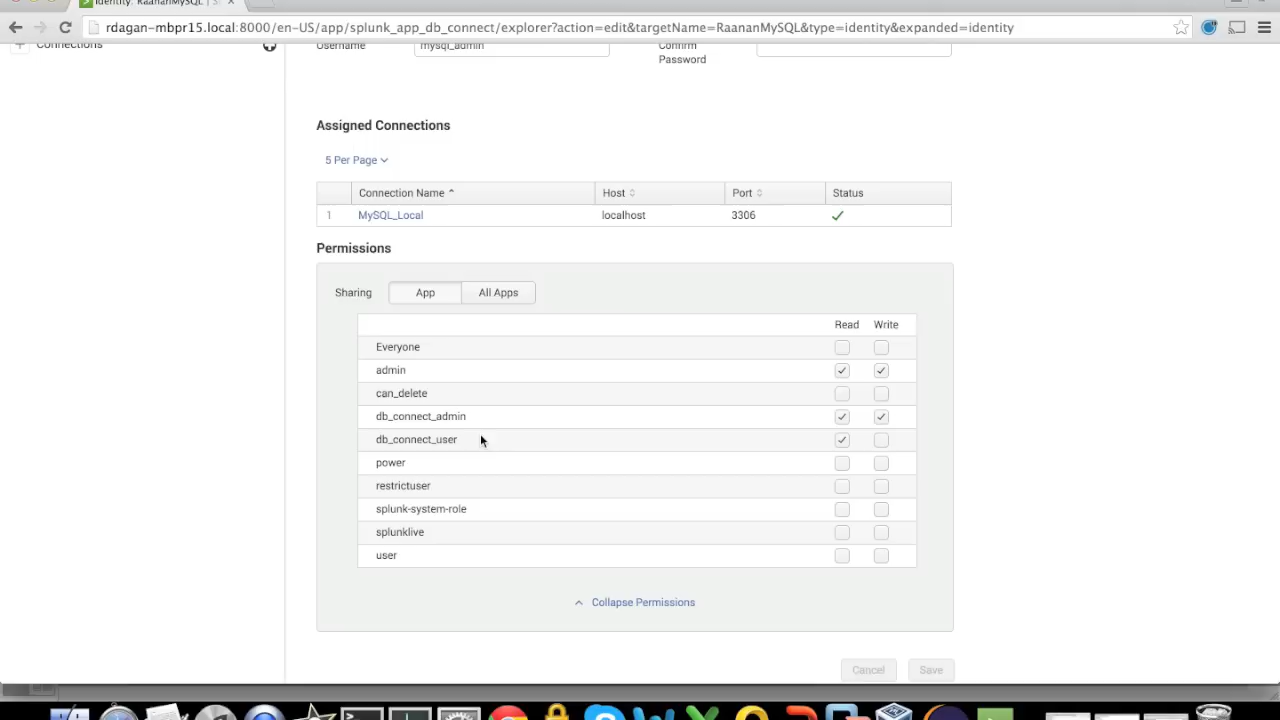 Identity: RaananMySQL | S
rdagan-mbpr15.local:8000/en-US/app/splunk_app_db_connect/explorer?action=edit&targetName=RaananMySQL&type=identity&expanded=identity
Connections
Username mysql_admin Confirm Password
Assigned Connections
5 Per Page
Connection Name Host Port Status
1 MySQL_Local localhost 3306
Permissions
Sharing App All Apps
Read Write
Everyone
admin
can_delete
db_connect_admin
db_connect_user
power
restrictuser
splunk-system-role
splunklive
user
Collapse Permissions
Cancel Save